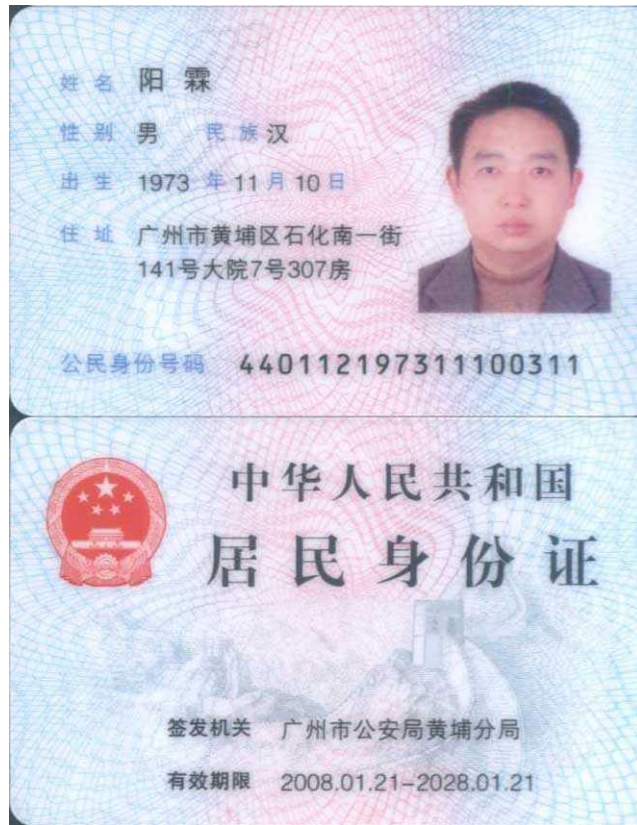 姓名 阳霖
性别 男 民族 汉
出生 1973 年 11 月 10 日
住址 广州市黄埔区石化南一街
141号大院7号307房
公民身份号码 440112197311100311
中华人民共和国
居民身份证
签发机关 广州市公安局黄埔分局
有效期限 2008.01.21-2028.01.21